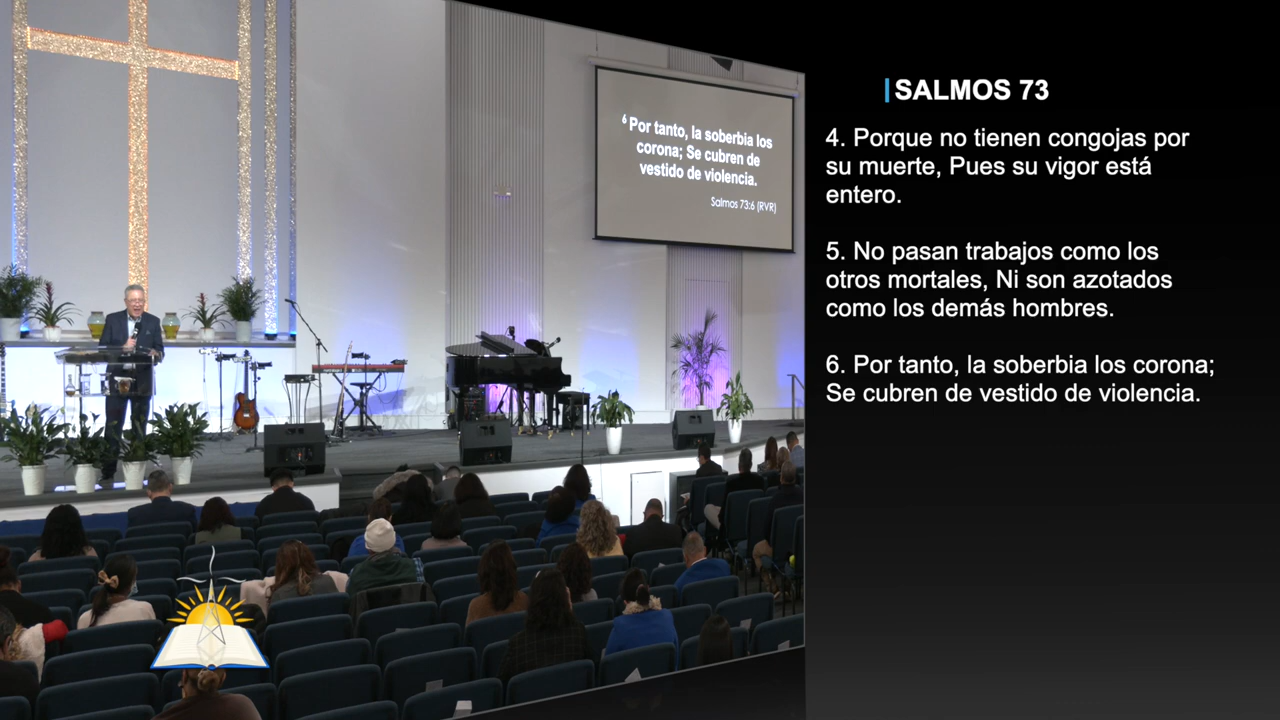 ⁶ Por tanto, la soberbia los
corona; Se cubren de
vestido de violencia.
Salmos 73:6 (RVR)
SALMOS 73
4. Porque no tienen congojas por
su muerte, Pues su vigor está
entero.
5. No pasan trabajos como los
otros mortales, Ni son azotados
como los demás hombres.
6. Por tanto, la soberbia los corona;
Se cubren de vestido de violencia.